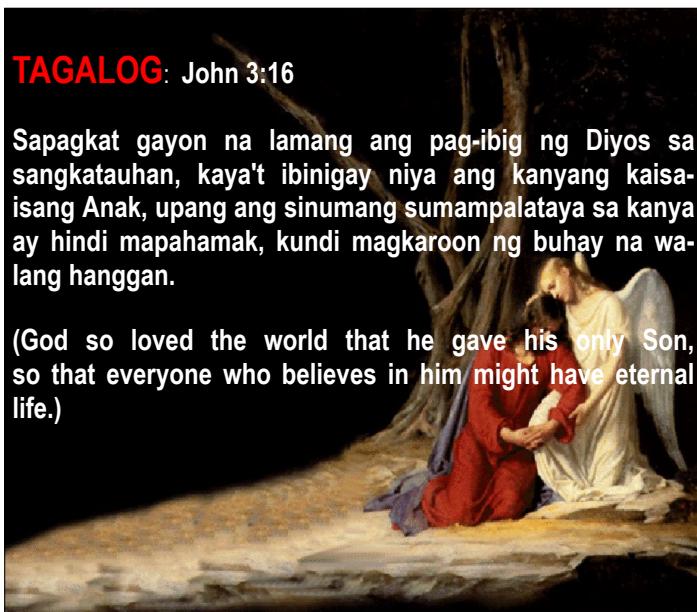 TAGALOG: John 3:16
Sapagkat gayon na lamang ang pag-ibig ng Diyos sa
sangkatauhan, kaya't ibinigay niya ang kanyang kaisa-
isang Anak, upang ang sinumang sumampalataya sa kanya
ay hindi mapahamak, kundi magkaroon ng buhay na wa-
lang hanggan.
(God so loved the world that he gave his only Son,
so that everyone who believes in him might have eternal
life.)